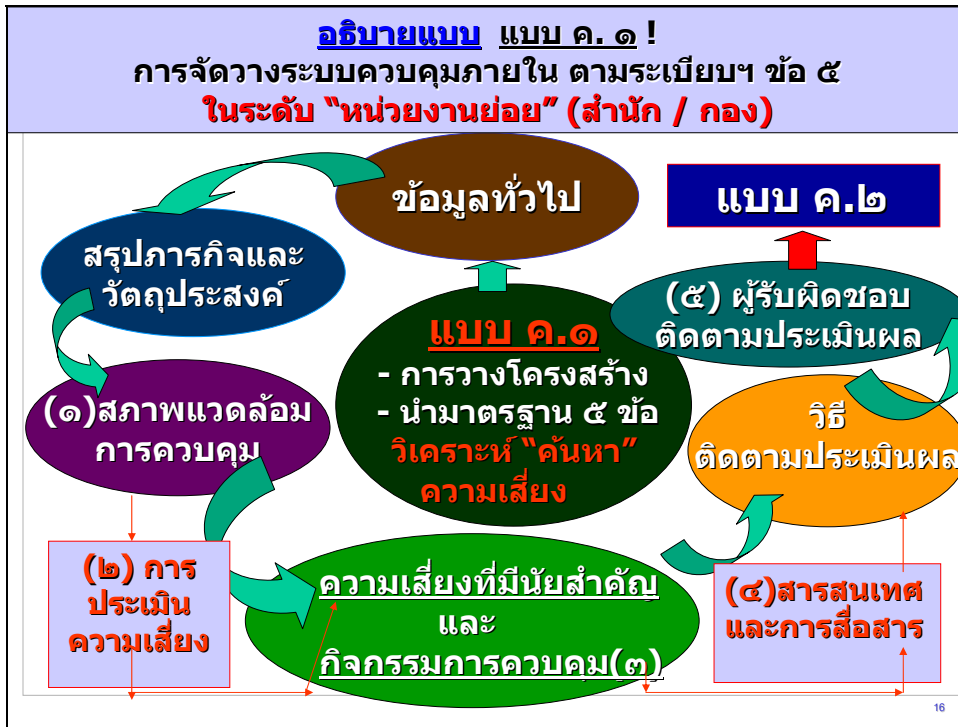 อธิบายแบบ แบบ ค. ๑ !
การจัดวางระบบควบคุมภายใน ตามระเบียบฯ ข้อ ๕
ในระดับ “หน่วยงานย่อย” (สำนัก / กอง)
ข้อมูลทั่วไป
แบบ ค.๒
สรุปภารกิจและ
วัตถุประสงค์
(๕) ผู้รับผิดชอบ
ติดตามประเมินผล
แบบ ค.๑
- การวางโครงสร้าง
- นำมาตรฐาน ๕ ข้อ
วิเคราะห์ “ค้นหา”
ความเสี่ยง
(๑)สภาพแวดล้อม
การควบคุม
วิธี
ติดตามประเมินผล
(๒) การ
ประเมิน
ความเสี่ยง
ความเสี่ยงที่มีนัยสำคัญ
และ
กิจกรรมการควบคุม(๓)
(๔)สารสนเทศ
และการสื่อสาร
16